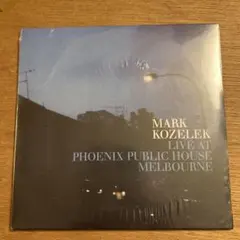 MARK
KOZELEK
LIVE AT
PHOENIX PUBLIC HOUSE
MELBOURNE